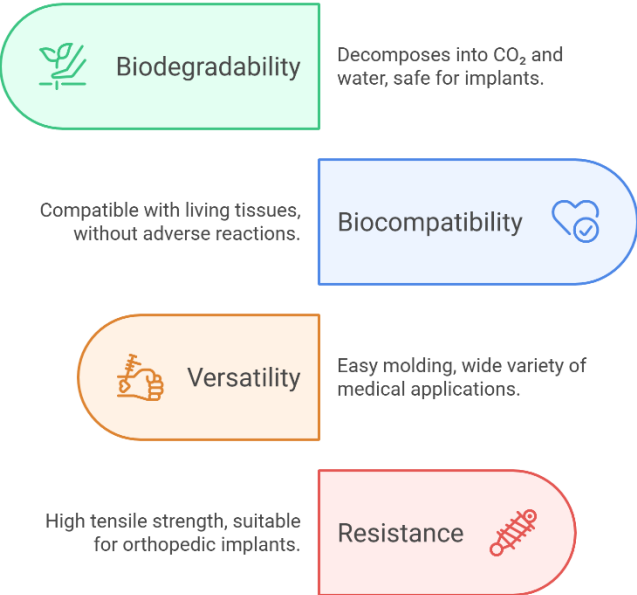 Biodegradability
Decomposes into CO₂ and
water, safe for implants.
Compatible with living tissues,
without adverse reactions.
Biocompatibility
Versatility
Easy molding, wide variety of
medical applications.
High tensile strength, suitable
for orthopedic implants.
Resistance